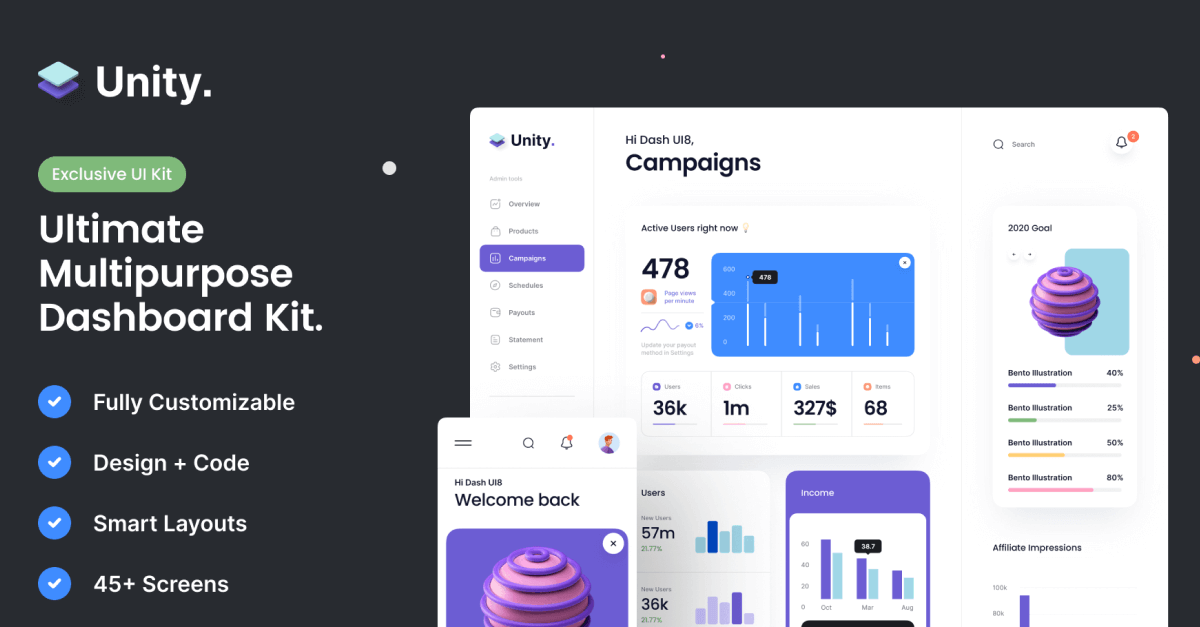 Unity.
Exclusive UI Kit
Ultimate
Multipurpose
Dashboard Kit.
Fully Customizable
Design + Code
Smart Layouts
45+ Screens
Unity.
Admin tools
Overview
Products
Campaigns
Schedules
Payouts
Statement
Settings
Hi Dash UI8,
Campaigns
Search
2
Active Users right now
478
Page views
per minute
6%
Update your payout
method in Settings
600
478
400
200
0
Users
36k
Clicks
1m
Sales
327$
Items
68
2020 Goal
Bento Illustration 40%
Bento Illustration 25%
Bento Illustration 50%
Bento Illustration 80%
Affiliate Impressions
100k
80k
Hi Dash UI8
Welcome back
Users
New Users
57m
21.77%
New Users
36k
21.77%
Income
60
38.7
40
20
0
Oct Mar Aug